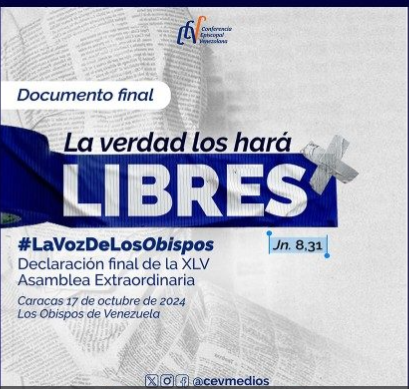 Conferencia
Episcopal
Venezolana
Documento final
La verdad los hará
LIBRES
Jn. 8,31
#LaVozDeLosObispos
Declaración final de la XLV
Asamblea Extraordinaria
Caracas 17 de octubre de 2024
Los Obispos de Venezuela
@cevmedios